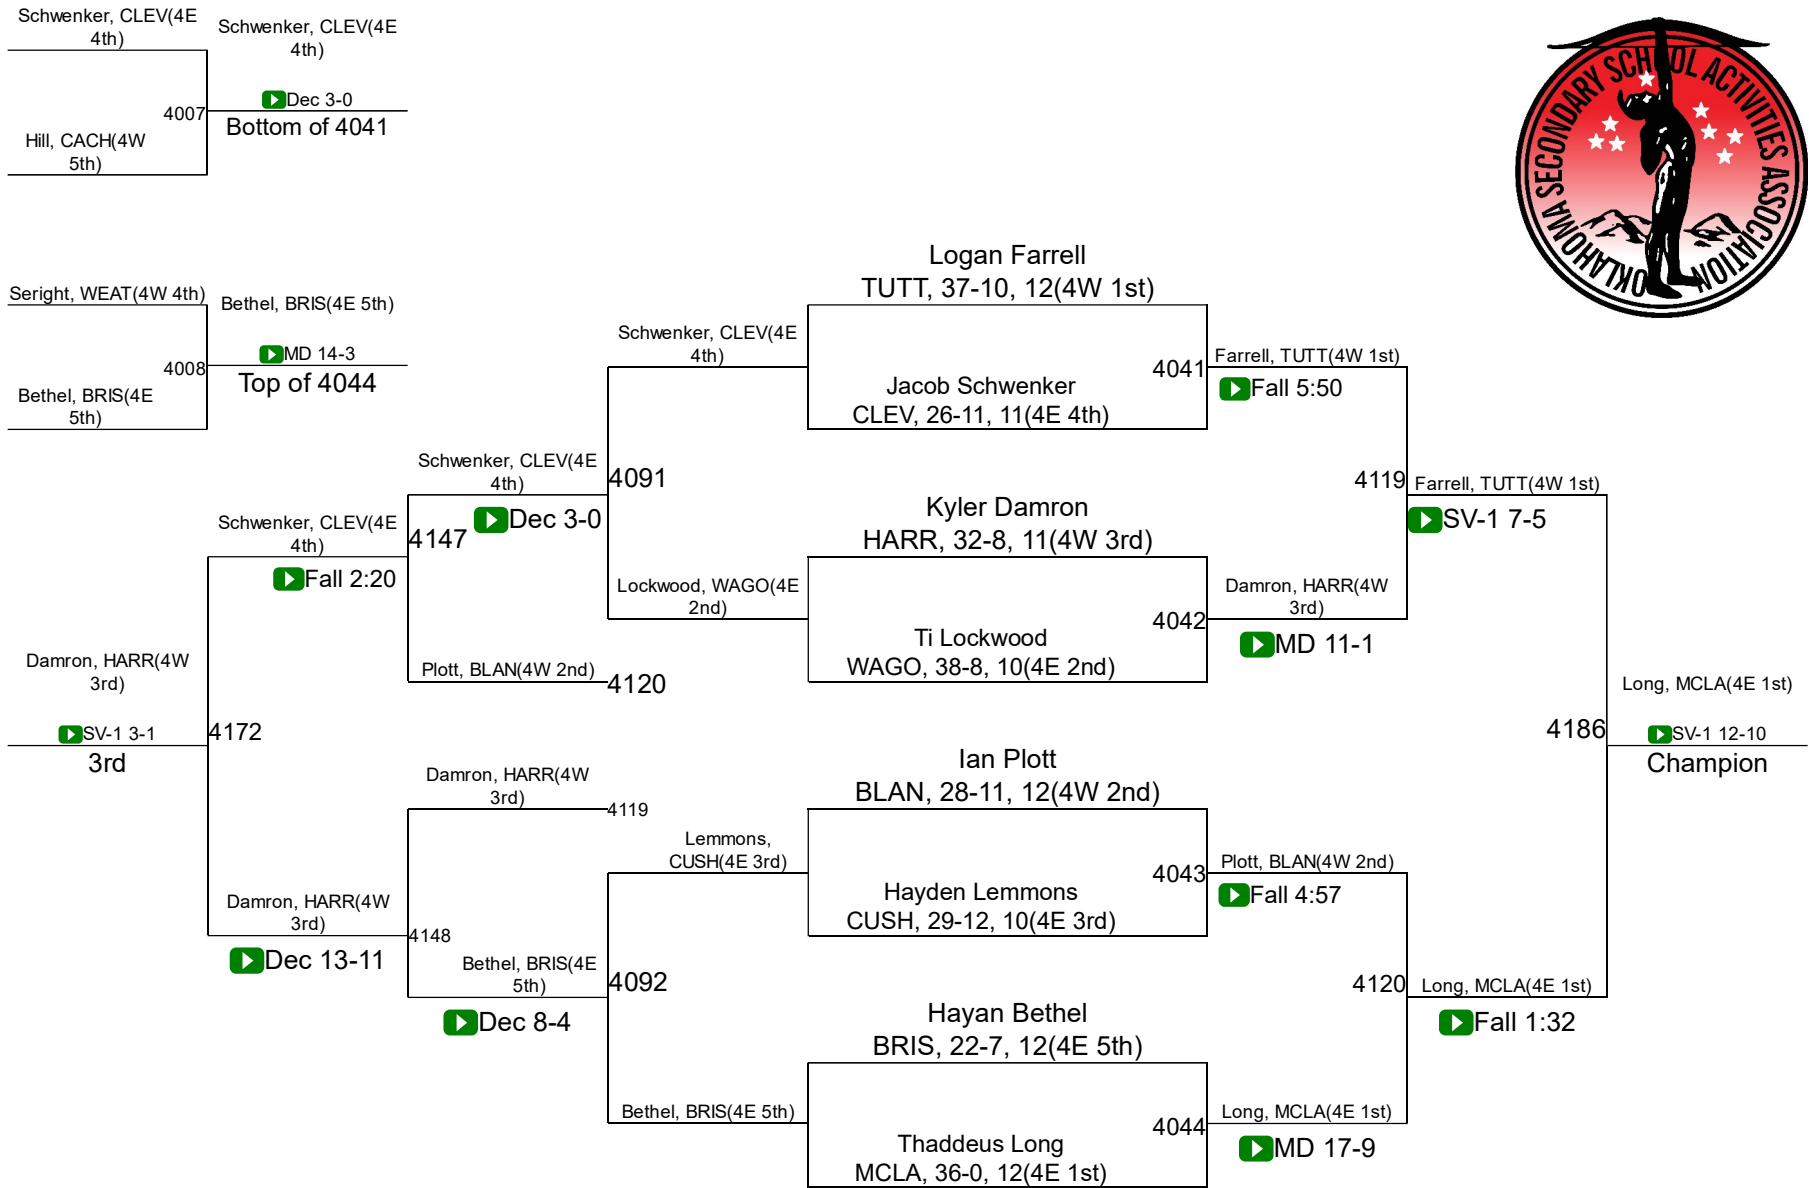 Schwenker, CLEV(4E
4th)
Schwenker, CLEV(4E
4th)
Dec 3-0
4007
Bottom of 4041
Hill, CACH(4W
5th)
OKLAHOMA SECONDARY SCHOOL ACTIVITIES ASSOCIATION
Seright, WEAT(4W 4th)
Bethel, BRIS(4E 5th)
MD 14-3
4008
Top of 4044
Bethel, BRIS(4E
5th)
Logan Farrell
TUTT, 37-10, 12(4W 1st)
Schwenker, CLEV(4E
4th)
4041
Farrell, TUTT(4W 1st)
Fall 5:50
Jacob Schwenker
CLEV, 26-11, 11(4E 4th)
Schwenker, CLEV(4E
4th)
4091
Dec 3-0
4119
Farrell, TUTT(4W 1st)
SV-1 7-5
Kyler Damron
HARR, 32-8, 11(4W 3rd)
Schwenker, CLEV(4E
4th)
4147
Fall 2:20
Lockwood, WAGO(4E
2nd)
4042
Damron, HARR(4W
3rd)
MD 11-1
Ti Lockwood
WAGO, 38-8, 10(4E 2nd)
Damron, HARR(4W
3rd)
Plott, BLAN(4W 2nd)
4120
Long, MCLA(4E 1st)
SV-1 3-1
4172
3rd
4186
SV-1 12-10
Champion
Damron, HARR(4W
3rd)
4119
Ian Plott
BLAN, 28-11, 12(4W 2nd)
Lemmons,
CUSH(4E 3rd)
4043
Plott, BLAN(4W 2nd)
Fall 4:57
Hayden Lemmons
CUSH, 29-12, 10(4E 3rd)
Damron, HARR(4W
3rd)
4148
Dec 13-11
Bethel, BRIS(4E
5th)
4092
Dec 8-4
4120
Long, MCLA(4E 1st)
Fall 1:32
Hayan Bethel
BRIS, 22-7, 12(4E 5th)
Bethel, BRIS(4E 5th)
4044
Long, MCLA(4E 1st)
MD 17-9
Thaddeus Long
MCLA, 36-0, 12(4E 1st)